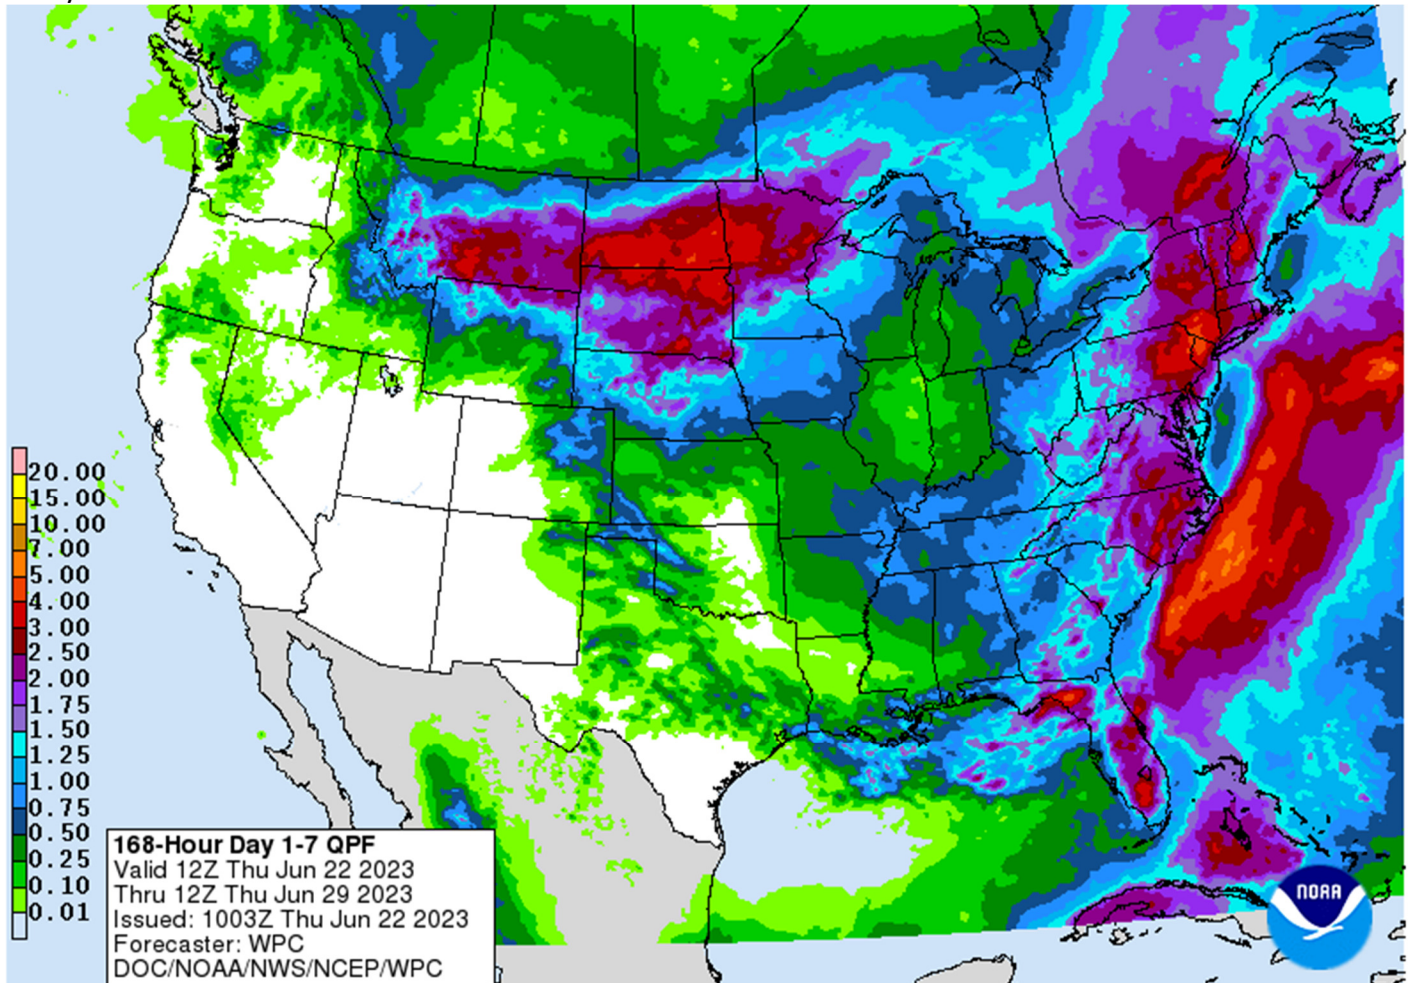 20.00
15.00
10.00
7.00
5.00
4.00
3.00
2.50
2.00
1.75
1.50
1.25
1.00
0.75
0.50
0.25
0.10
0.01
168-Hour Day 1-7 QPF
Valid 12Z Thu Jun 22 2023
Thru 12Z Thu Jun 29 2023
Issued: 1003Z Thu Jun 22 2023
Forecaster: WPC
DOC/NOAA/NWS/NCEP/WPC
NOAA